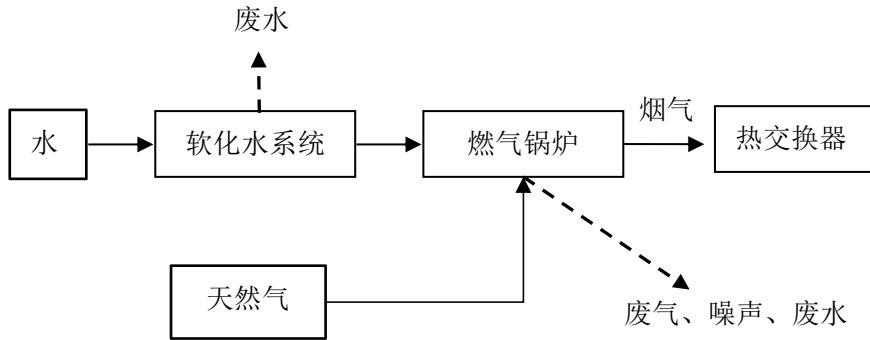 废水
水
软化水系统
燃气锅炉
烟气
热交换器
天然气
废气、噪声、废水